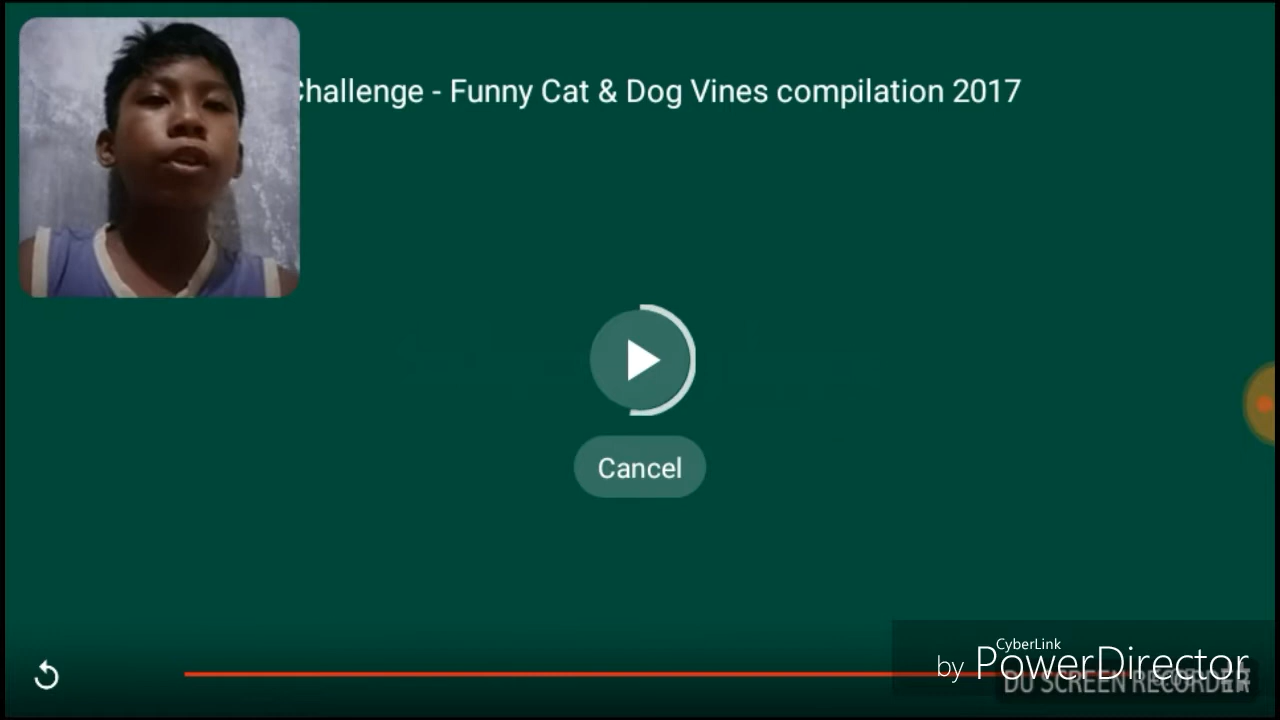 Challenge - Funny Cat & Dog Vines compilation 2017
Cancel
CyberLink
by PowerDirector
DU SCREEN RECORDER